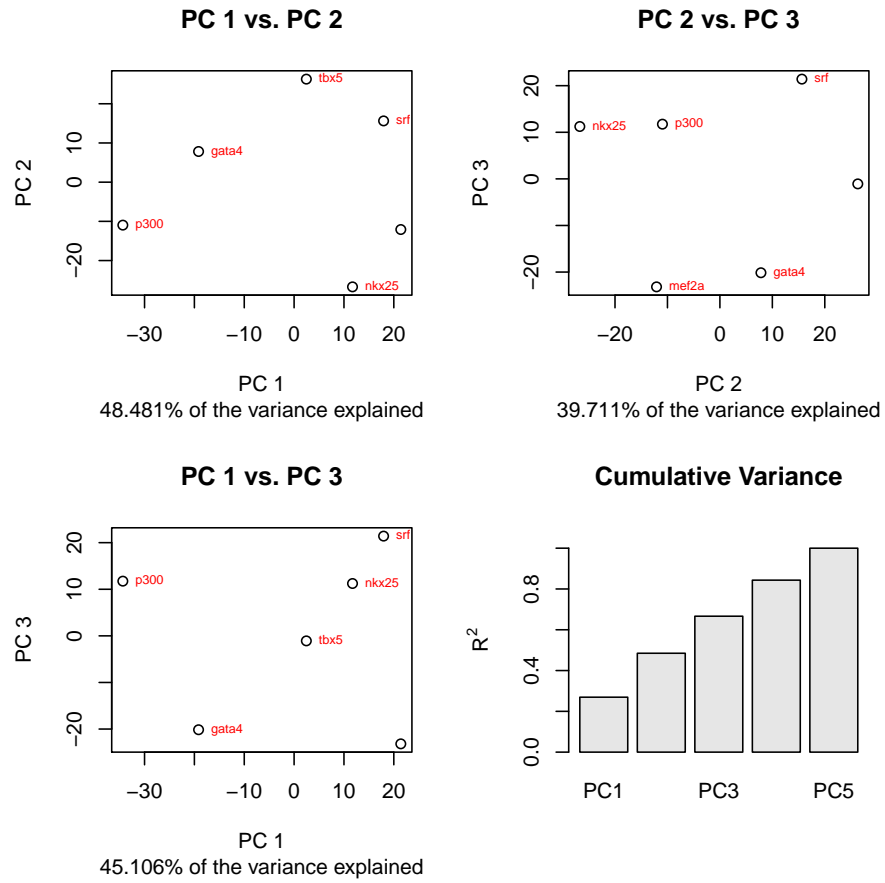 PC 1 vs. PC 2
tbx5
srf
gata4
p300
nkx25
PC 2
−20 0 10
−30 −10 0 10 20
PC 1
48.481% of the variance explained
PC 2 vs. PC 3
srf
nkx25
p300
gata4
mef2a
PC 3
−20 0 10 20
−20 0 10 20
PC 2
39.711% of the variance explained
PC 1 vs. PC 3
srf
p300
nkx25
tbx5
gata4
PC 3
−20 0 10 20
−30 −10 0 10 20
PC 1
45.106% of the variance explained
Cumulative Variance
R²
0.0 0.4 0.8
PC1 PC3 PC5